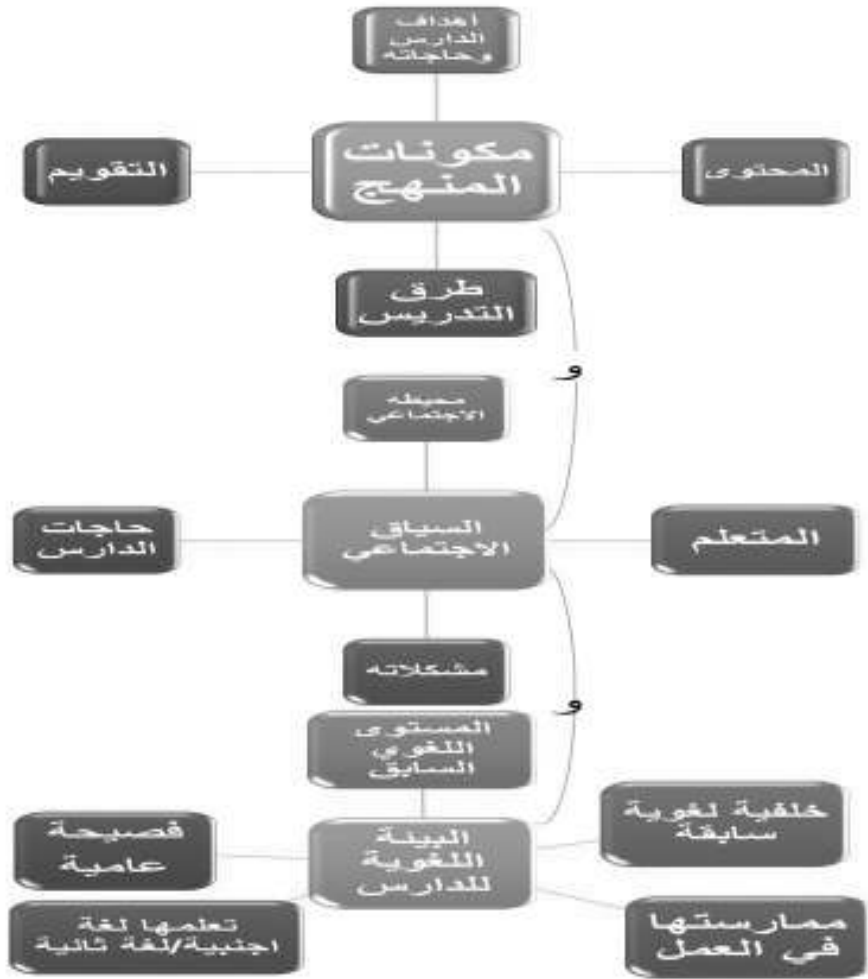 أهداف
الدارس
وحاجاته
المحتوى
مكونات
المنهج
التقويم
طرق
التدريس
و
محيطه
الاجتماعي
المتعلم
السياق
الاجتماعي
حاجات
الدارس
مشكلاته
و
المستوى
اللغوي
السابق
خلفية لغوية
سابقة
البيئة
اللغوية
للدارس
فصيحة
عامية
ممارستها
في العمل
تعلمها لغة
اجنبية/لغة ثانية